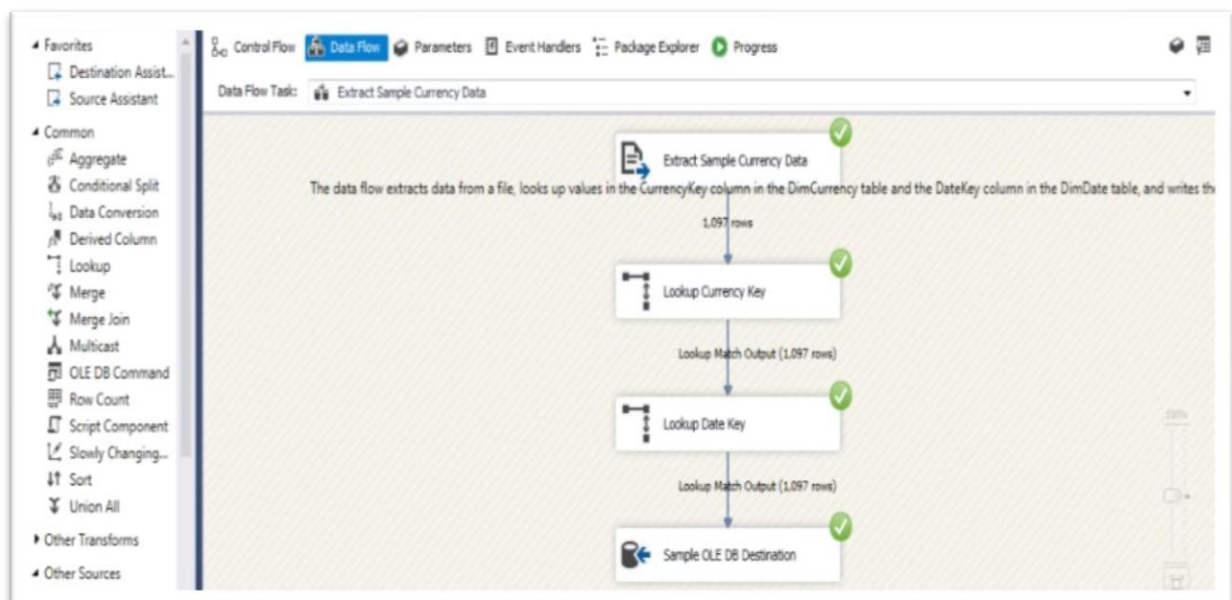 Favorites
Destination Assist...
Source Assistant
Common
Aggregate
Conditional Split
Data Conversion
Derived Column
Lookup
Merge
Merge Join
Multicast
OLE DB Command
Row Count
Script Component
Slowly Changing...
Sort
Union All
Other Transforms
Other Sources
Control Flow Data Flow Parameters Event Handlers Package Explorer Progress
Data Flow Task: Extract Sample Currency Data
Extract Sample Currency Data
The data flow extracts data from a file, looks up values in the CurrencyKey column in the DimCurrency table and the DateKey column in the DimDate table, and writes th
1,097 rows
Lookup Currency Key
Lookup Match Output (1,097 rows)
Lookup Date Key
Lookup Match Output (1,097 rows)
Sample OLE DB Destination